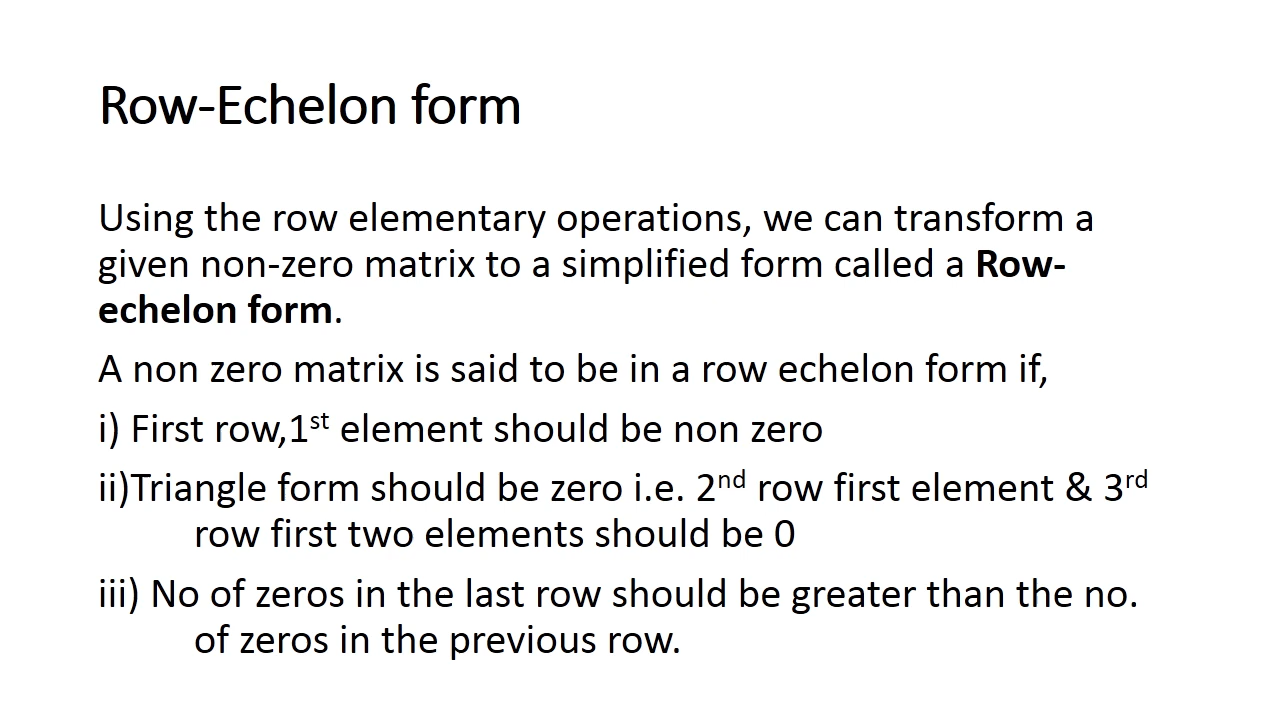 Row-Echelon form
Using the row elementary operations, we can transform a
given non-zero matrix to a simplified form called a Row-
echelon form.
A non zero matrix is said to be in a row echelon form if,
i) First row,1st element should be non zero
ii)Triangle form should be zero i.e. 2nd row first element & 3rd
row first two elements should be 0
iii) No of zeros in the last row should be greater than the no.
of zeros in the previous row.